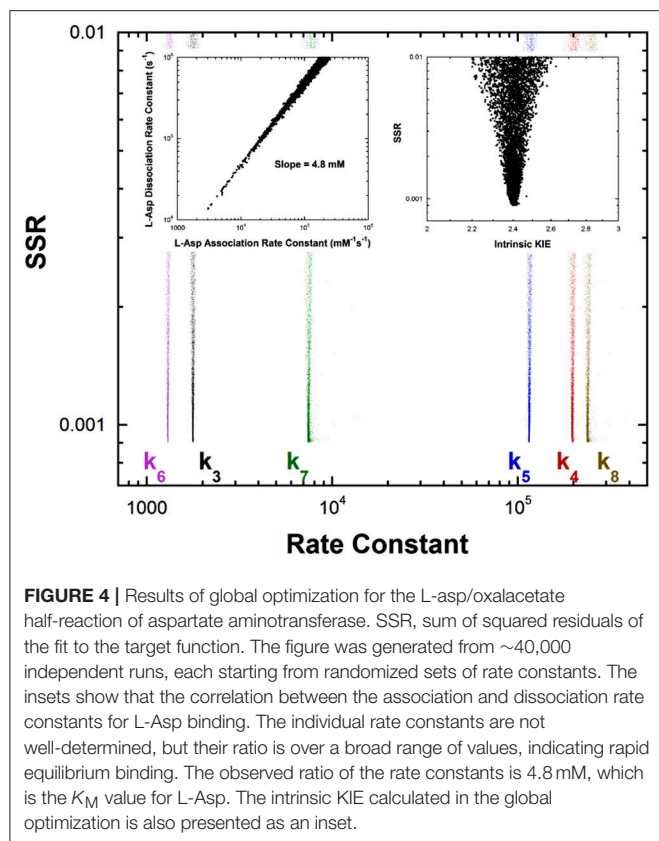 0.01
SSR
0.001
1000
10⁴
10⁵
Rate Constant
k₆
k₃
k₇
k₅
k₄
k₈
L-Asp Dissociation Rate Constant (s⁻¹)
10⁶
10⁵
10⁴
10⁴
10⁵
10⁶
Slope = 4.8 mM
L-Asp Association Rate Constant (mM⁻¹s⁻¹)
SSR
0.01
0.001
2
2.2
2.4
2.6
2.8
3
Intrinsic KIE
FIGURE 4 | Results of global optimization for the L-asp/oxalacetate
half-reaction of aspartate aminotransferase. SSR, sum of squared residuals of
the fit to the target function. The figure was generated from ∼40,000
independent runs, each starting from randomized sets of rate constants. The
insets show that the correlation between the association and dissociation rate
constants for L-Asp binding. The individual rate constants are not
well-determined, but their ratio is over a broad range of values, indicating rapid
equilibrium binding. The observed ratio of the rate constants is 4.8 mM, which
is the K_M value for L-Asp. The intrinsic KIE calculated in the global
optimization is also presented as an inset.